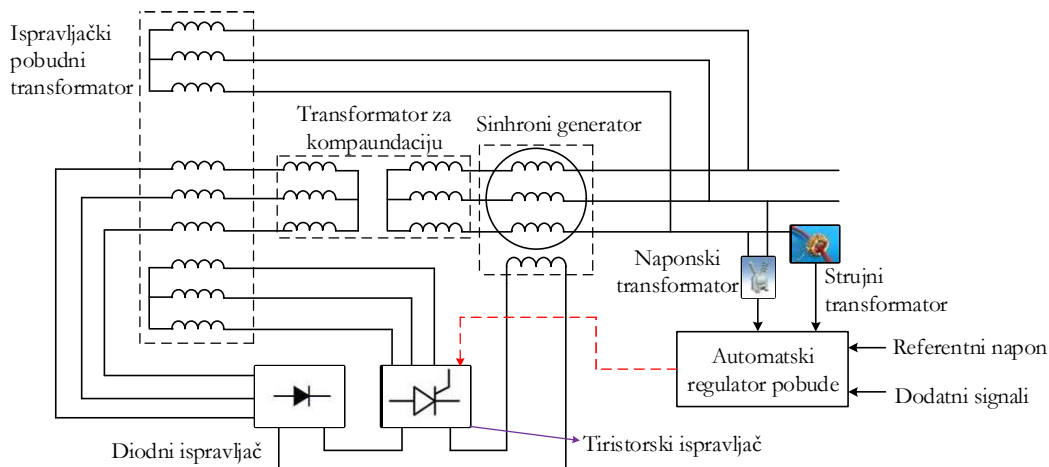 Ispravljački
pobudni
transformator
Transformator za
kompaundaciju
Sinhroni generator
Naponski
transformator
Strujni
transformator
Automatski
regulator pobude
Referentni napon
Dodatni signali
Diodni ispravljač
Tiristorski ispravljač